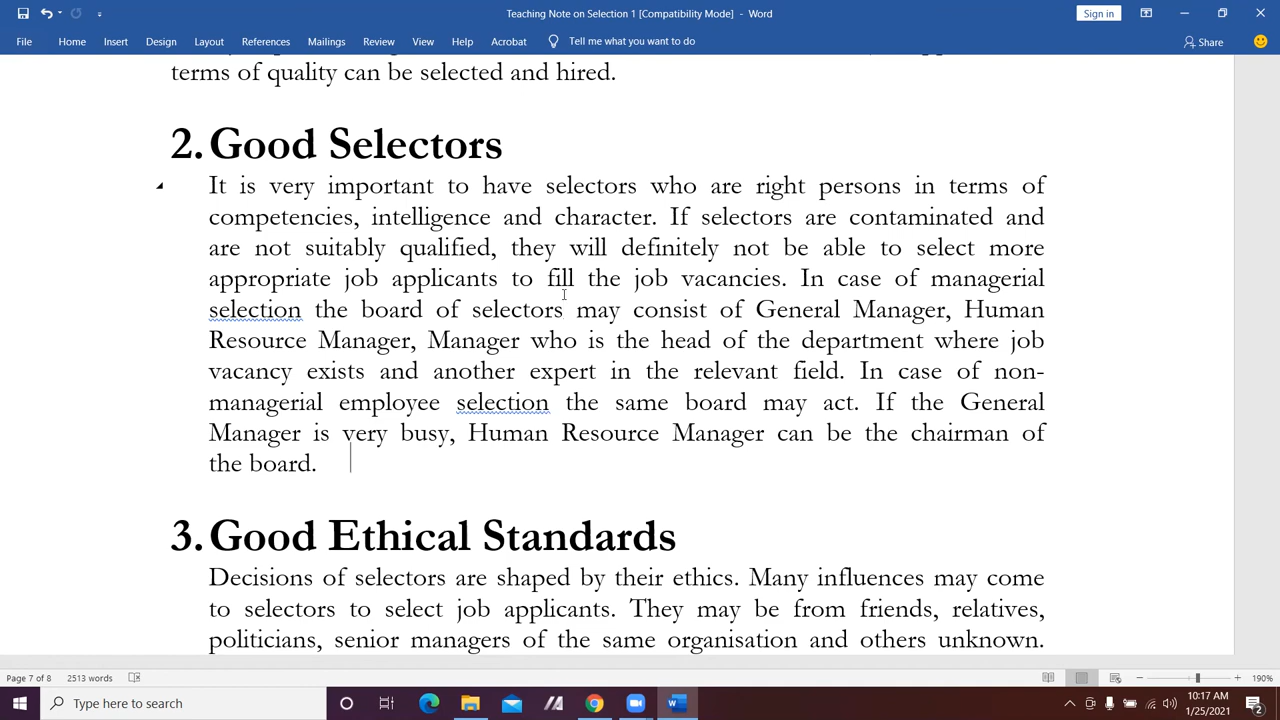 Teaching Note on Selection 1 [Compatibility Mode] - Word
Sign in
File Home Insert Design Layout References Mailings Review View Help Acrobat Tell me what you want to do Share
terms of quality can be selected and hired.
2. Good Selectors
It is very important to have selectors who are right persons in terms of
competencies, intelligence and character. If selectors are contaminated and
are not suitably qualified, they will definitely not be able to select more
appropriate job applicants to fill the job vacancies. In case of managerial
selection the board of selectors may consist of General Manager, Human
Resource Manager, Manager who is the head of the department where job
vacancy exists and another expert in the relevant field. In case of non-
managerial employee selection the same board may act. If the General
Manager is very busy, Human Resource Manager can be the chairman of
the board.
3. Good Ethical Standards
Decisions of selectors are shaped by their ethics. Many influences may come
to selectors to select job applicants. They may be from friends, relatives,
politicians, senior managers of the same organisation and others unknown.
Page 7 of 8 2513 words 190%
Type here to search
10:17 AM
1/25/2021
2